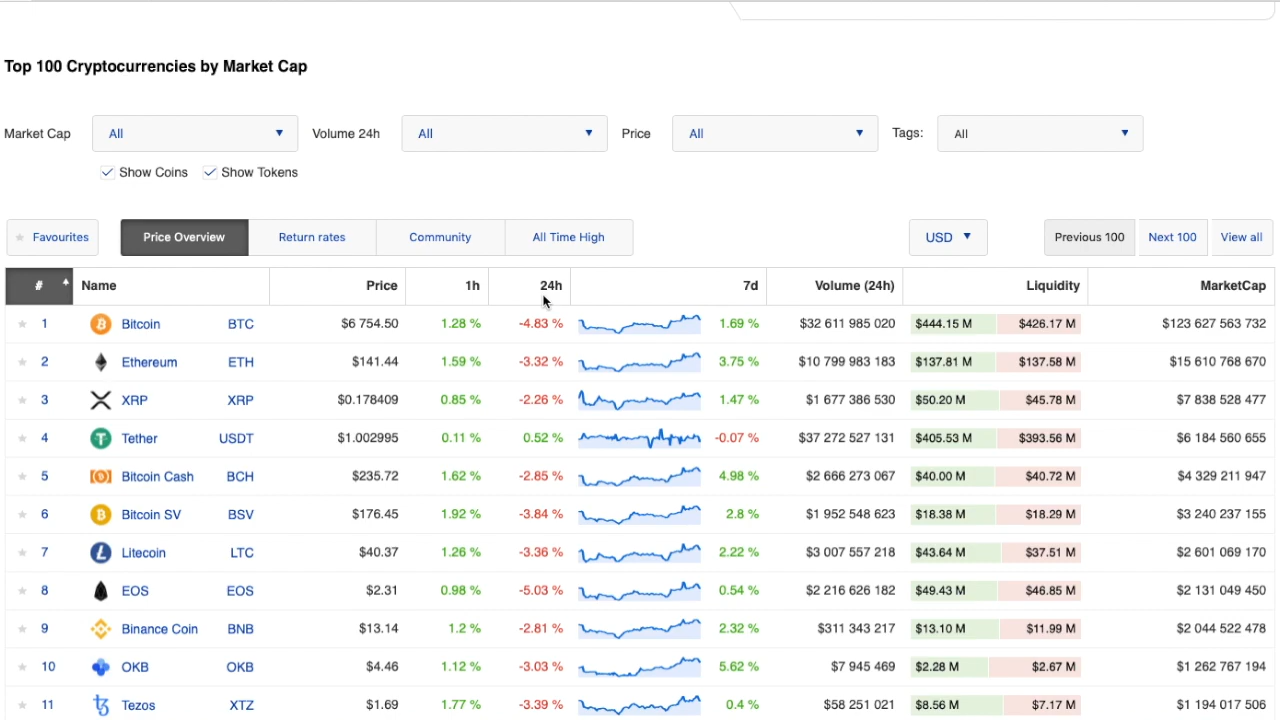 Top 100 Cryptocurrencies by Market Cap
Market Cap All Volume 24h All Price All Tags: All
Show Coins Show Tokens
Favourites Price Overview Return rates Community All Time High USD Previous 100 Next 100 View all
# Name Price 1h 24h 7d Volume (24h) Liquidity MarketCap
1 Bitcoin BTC $6 754.50 1.28 % -4.83 % 1.69 % $32 611 985 020 $444.15 M $426.17 M $123 627 563 732
2 Ethereum ETH $141.44 1.59 % -3.32 % 3.75 % $10 799 983 183 $137.81 M $137.58 M $15 610 768 670
3 XRP XRP $0.178409 0.85 % -2.26 % 1.47 % $1 677 386 530 $50.20 M $45.78 M $7 838 528 477
4 Tether USDT $1.002995 0.11 % 0.52 % -0.07 % $37 272 527 131 $405.53 M $393.56 M $6 184 560 655
5 Bitcoin Cash BCH $235.72 1.62 % -2.85 % 4.98 % $2 666 273 067 $40.00 M $40.72 M $4 329 211 947
6 Bitcoin SV BSV $176.45 1.92 % -3.84 % 2.8 % $1 952 548 623 $18.38 M $18.29 M $3 240 237 155
7 Litecoin LTC $40.37 1.26 % -3.36 % 2.22 % $3 007 557 218 $43.64 M $37.51 M $2 601 069 170
8 EOS EOS $2.31 0.98 % -5.03 % 0.54 % $2 216 626 182 $49.43 M $46.85 M $2 131 049 450
9 Binance Coin BNB $13.14 1.2 % -2.81 % 2.32 % $311 343 217 $13.10 M $11.99 M $2 044 522 478
10 OKB OKB $4.46 1.12 % -3.03 % 5.62 % $7 945 469 $2.28 M $2.67 M $1 262 767 194
11 Tezos XTZ $1.69 1.77 % -3.39 % 0.4 % $58 251 021 $8.56 M $7.17 M $1 194 017 506